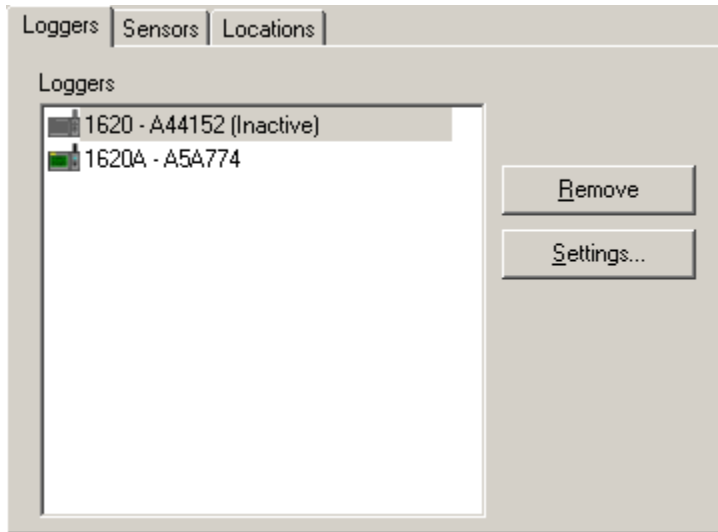 Loggers Sensors Locations
Loggers
1620 - A44152 (Inactive)
1620A - A5A774
Remove
Settings...